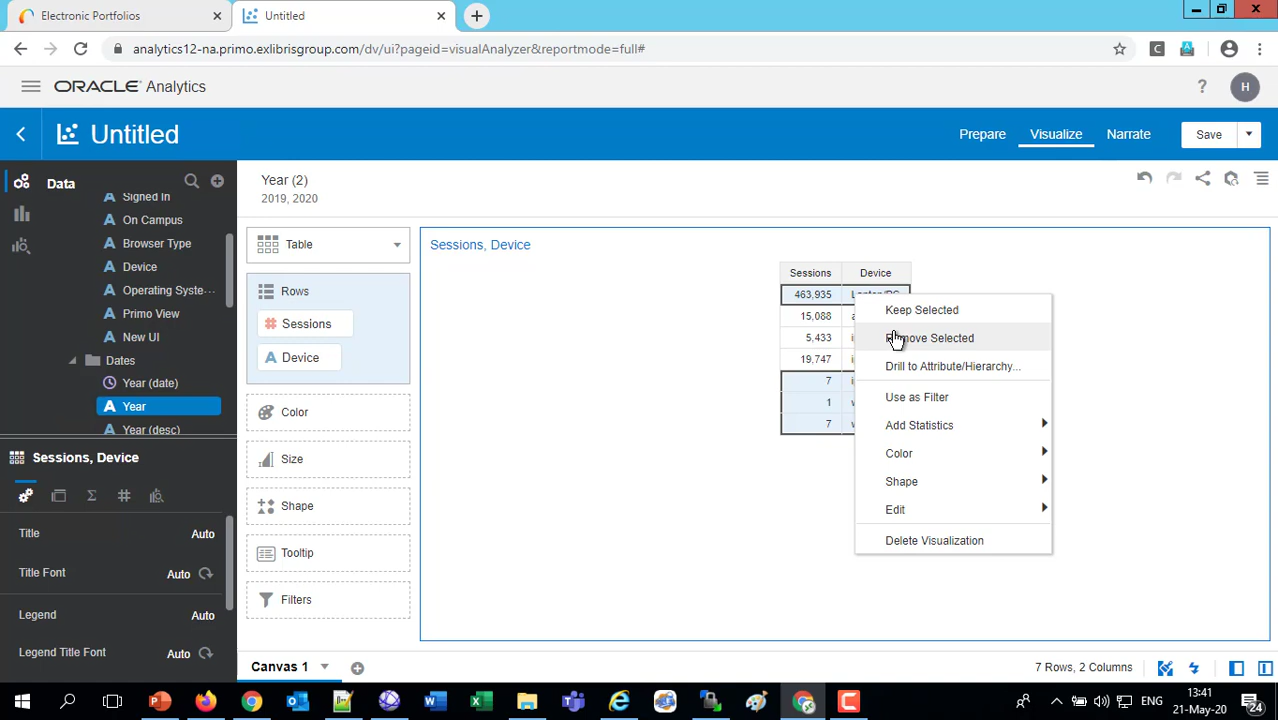 Electronic Portfolios
Untitled
analytics12-na.primo.exlibrisgroup.com/dv/ui?pageid=visualAnalyzer&reportmode=full#
ORACLE Analytics
H
Untitled
Prepare
Visualize
Narrate
Save
Data
Signed In
On Campus
Browser Type
Device
Operating Syste...
Primo View
New UI
Dates
Year (date)
Year
Year (desc)
Sessions, Device
Title
Auto
Title Font
Auto
Legend
Auto
Legend Title Font
Auto
Year (2)
2019, 2020
Table
Rows
Sessions
Device
Color
Size
Shape
Tooltip
Filters
Sessions, Device
Sessions Device
463,935
15,088
5,433
19,747
7
1
7
Keep Selected
Selected
Drill to Attribute/Hierarchy...
Use as Filter
Add Statistics
Color
Shape
Edit
Delete Visualization
Canvas 1
7 Rows, 2 Columns
ENG
13:41
21-May-20
24